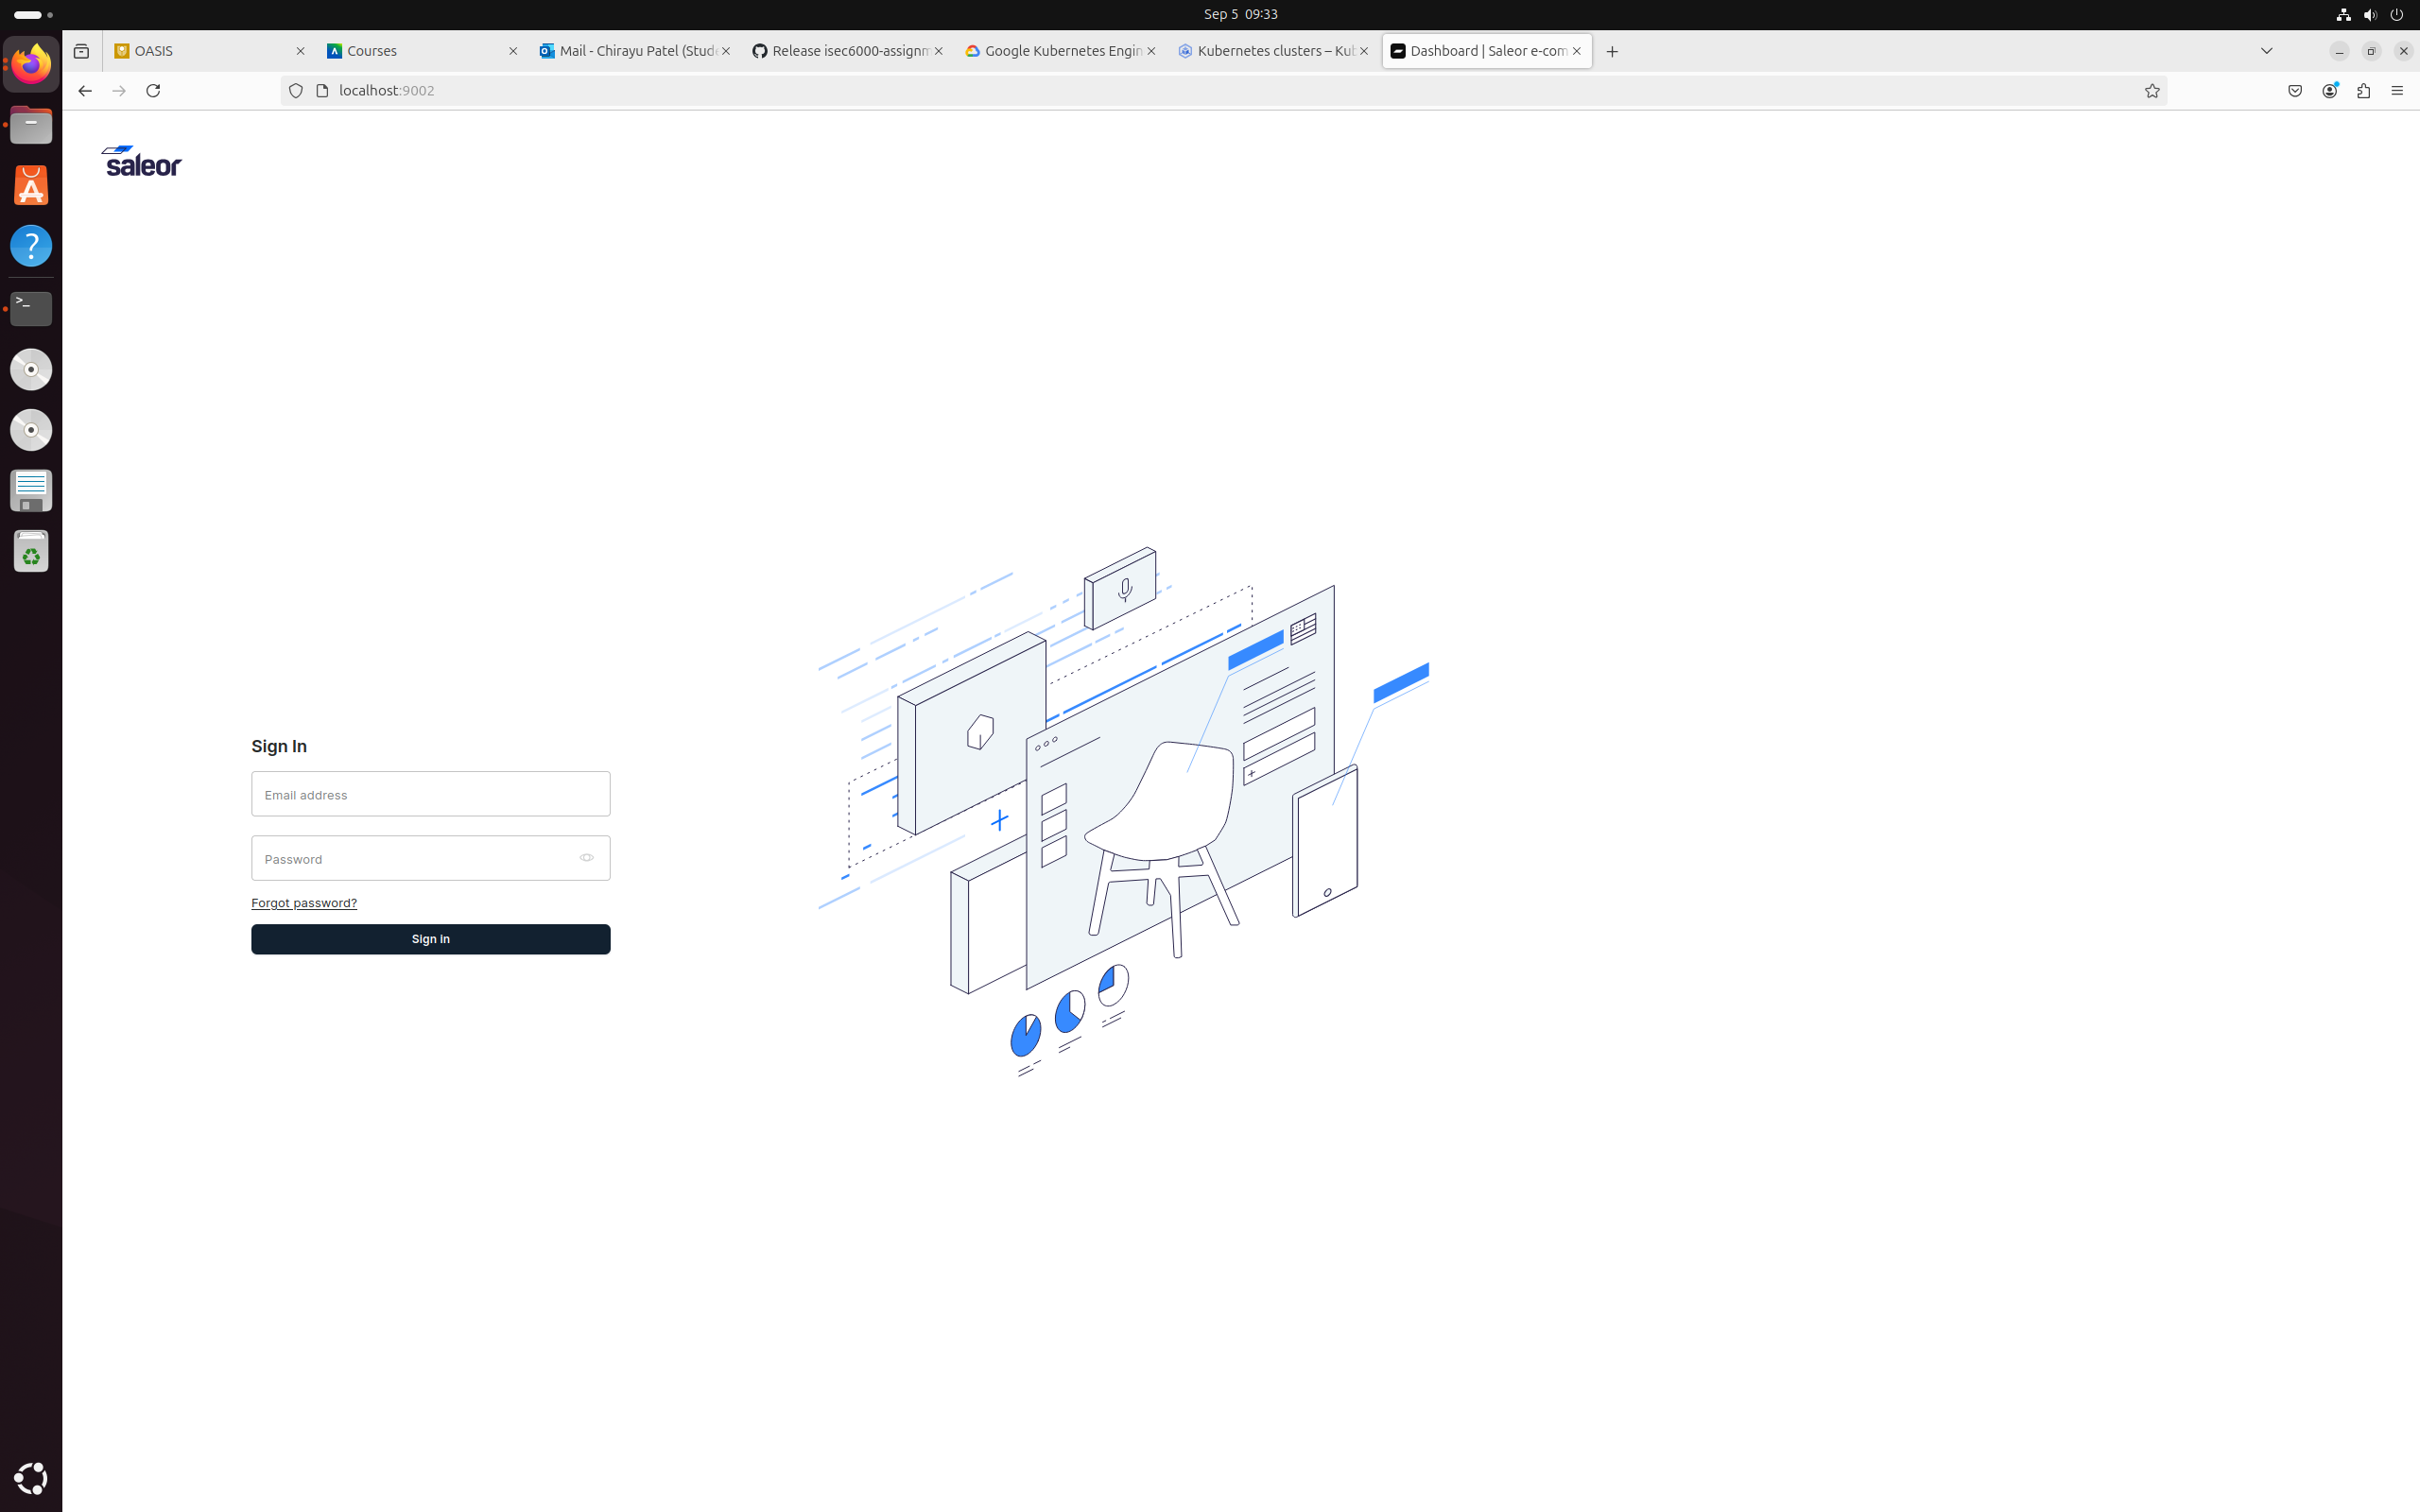 Sep 5 09:33
OASIS
Courses
Mail - Chirayu Patel (Stud
Release isec6000-assignm
Google Kubernetes Engin
Kubernetes clusters – Kub
Dashboard | Saleor e-com
localhost:9002
saleor
Sign In
Email address
Password
Forgot password?
Sign in